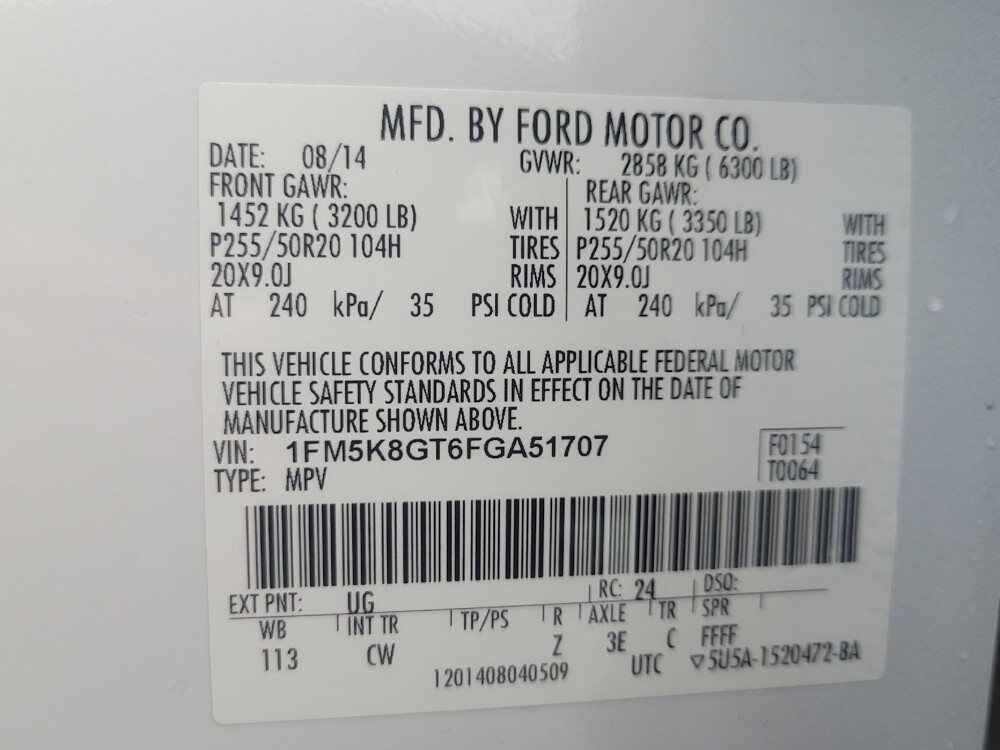 MFD. BY FORD MOTOR CO.
DATE: 08/14 GVWR: 2858 KG ( 6300 LB)
FRONT GAWR: REAR GAWR:
1452 KG ( 3200 LB) WITH 1520 KG ( 3350 LB) WITH
P255/50R20 104H TIRES P255/50R20 104H TIRES
20X9.0J RIMS 20X9.0J RIMS
AT 240 kPa/ 35 PSI COLD AT 240 kPa/ 35 PSI COLD
THIS VEHICLE CONFORMS TO ALL APPLICABLE FEDERAL MOTOR
VEHICLE SAFETY STANDARDS IN EFFECT ON THE DATE OF
MANUFACTURE SHOWN ABOVE.
VIN: 1FM5K8GT6FGA51707 F0154
TYPE: MPV T0064
EXT PNT: UG RC: 24 DSO:
WB INT TR TP/PS R AXLE TR SPR
113 CW Z 3E C FFFF
1201408040509 UTC ▽5U5A-1520472-BA